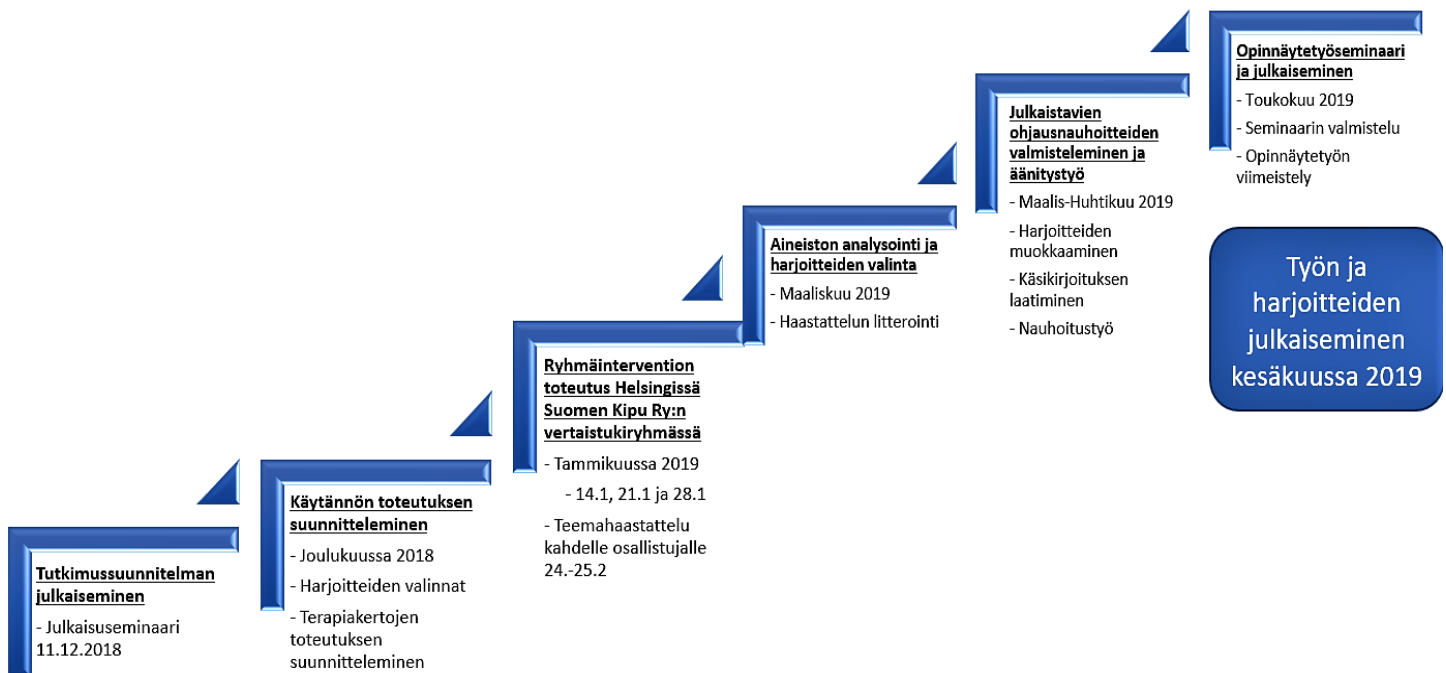 Tutkimussuunnitelman
julkaiseminen
- Julkaisuseminaari
11.12.2018
Käytännön toteutuksen
suunnitteleminen
- Joulukuussa 2018
- Harjoitteiden valinnat
- Terapiakertojen
toteutuksen
suunnitteleminen
Ryhmäintervention
toteutus Helsingissä
Suomen Kipu Ry:n
vertaistukiryhmässä
- Tammikuussa 2019
- 14.1, 21.1 ja 28.1
- Teemahaastattelu
kahdelle osallistujalle
24.-25.2
Aineiston analysointi ja
harjoitteiden valinta
- Maaliskuu 2019
- Haastattelun litterointi
Julkaistavien
ohjausnauhoitteiden
valmisteleminen ja
äänitystyö
- Maalis-Huhtikuu 2019
- Harjoitteiden
muokkaaminen
- Käsikirjoituksen
laatiminen
- Nauhoitustyö
Opinnäytetyöseminaari
ja julkaiseminen
- Toukokuu 2019
- Seminaarin valmistelu
- Opinnäytetyön
viimeistely
Työn ja
harjoitteiden
julkaiseminen
kesäkuussa 2019